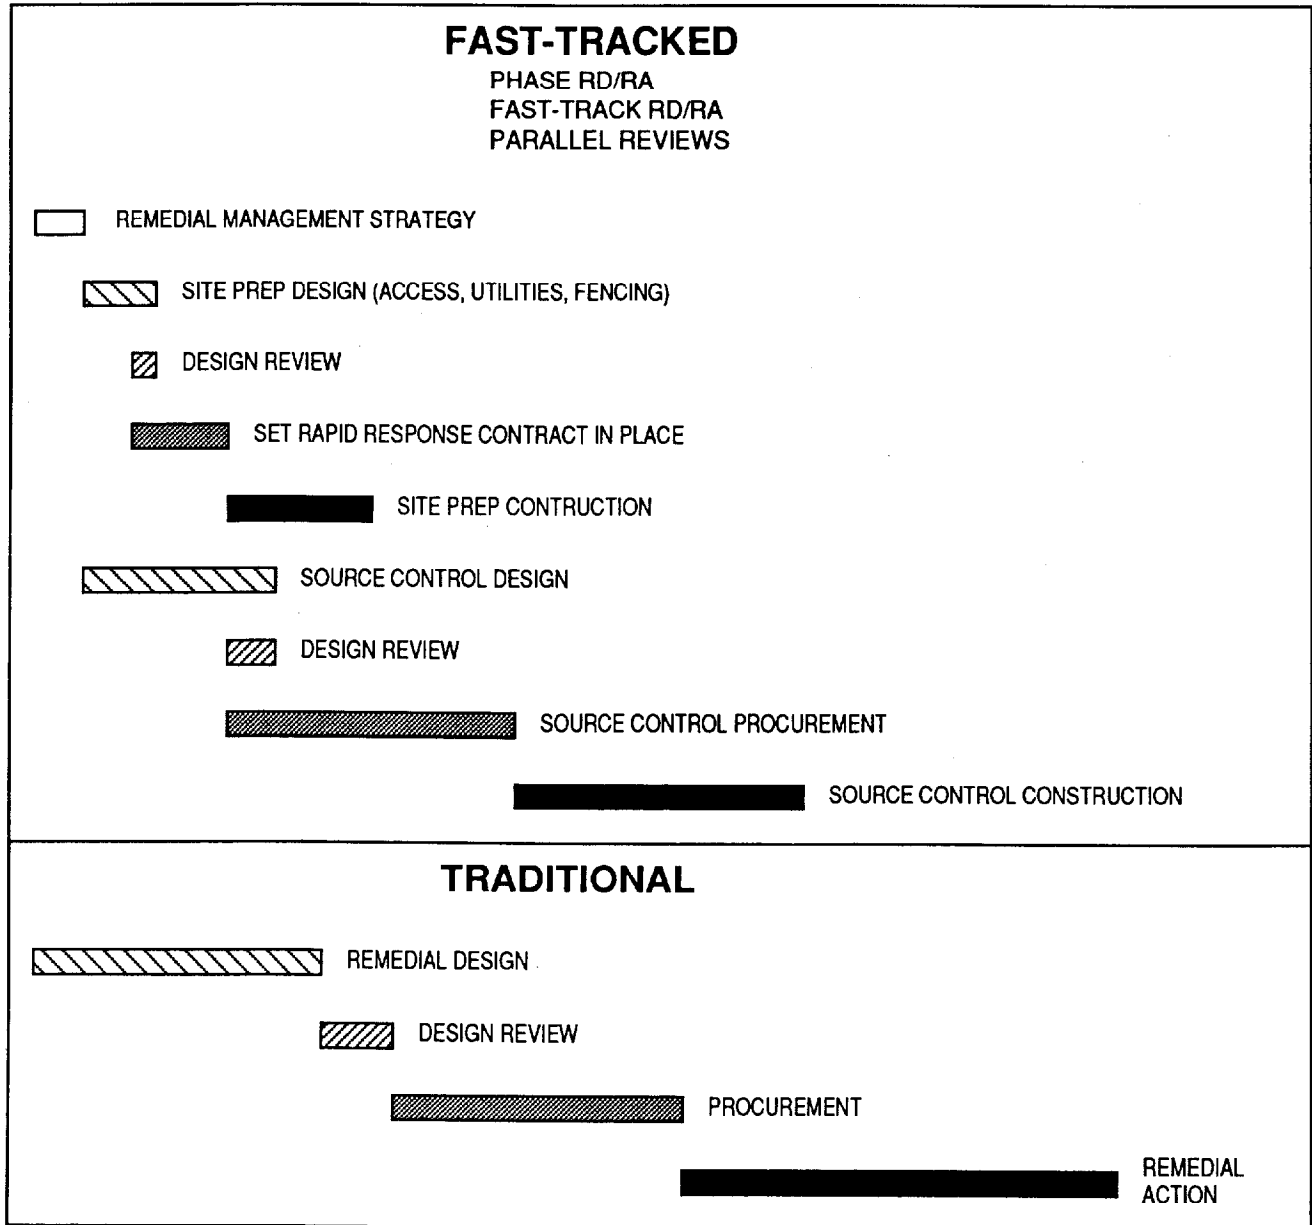 FAST-TRACKED
PHASE RD/RA
FAST-TRACK RD/RA
PARALLEL REVIEWS
REMEDIAL MANAGEMENT STRATEGY
SITE PREP DESIGN (ACCESS, UTILITIES, FENCING)
DESIGN REVIEW
SET RAPID RESPONSE CONTRACT IN PLACE
SITE PREP CONTRUCTION
SOURCE CONTROL DESIGN
DESIGN REVIEW
SOURCE CONTROL PROCUREMENT
SOURCE CONTROL CONSTRUCTION
TRADITIONAL
REMEDIAL DESIGN
DESIGN REVIEW
PROCUREMENT
REMEDIAL
ACTION